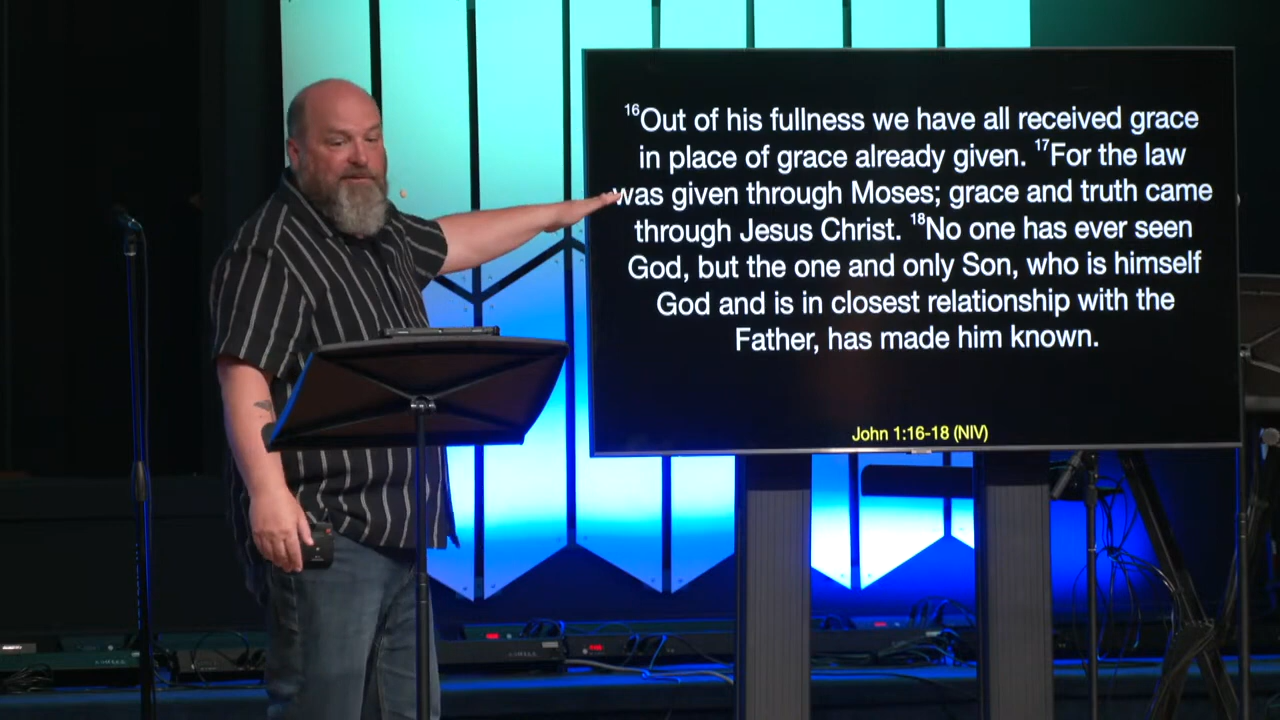 ¹⁶Out of his fullness we have all received grace
in place of grace already given. ¹⁷For the law
was given through Moses; grace and truth came
through Jesus Christ. ¹⁸No one has ever seen
God, but the one and only Son, who is himself
God and is in closest relationship with the
Father, has made him known.
John 1:16-18 (NIV)